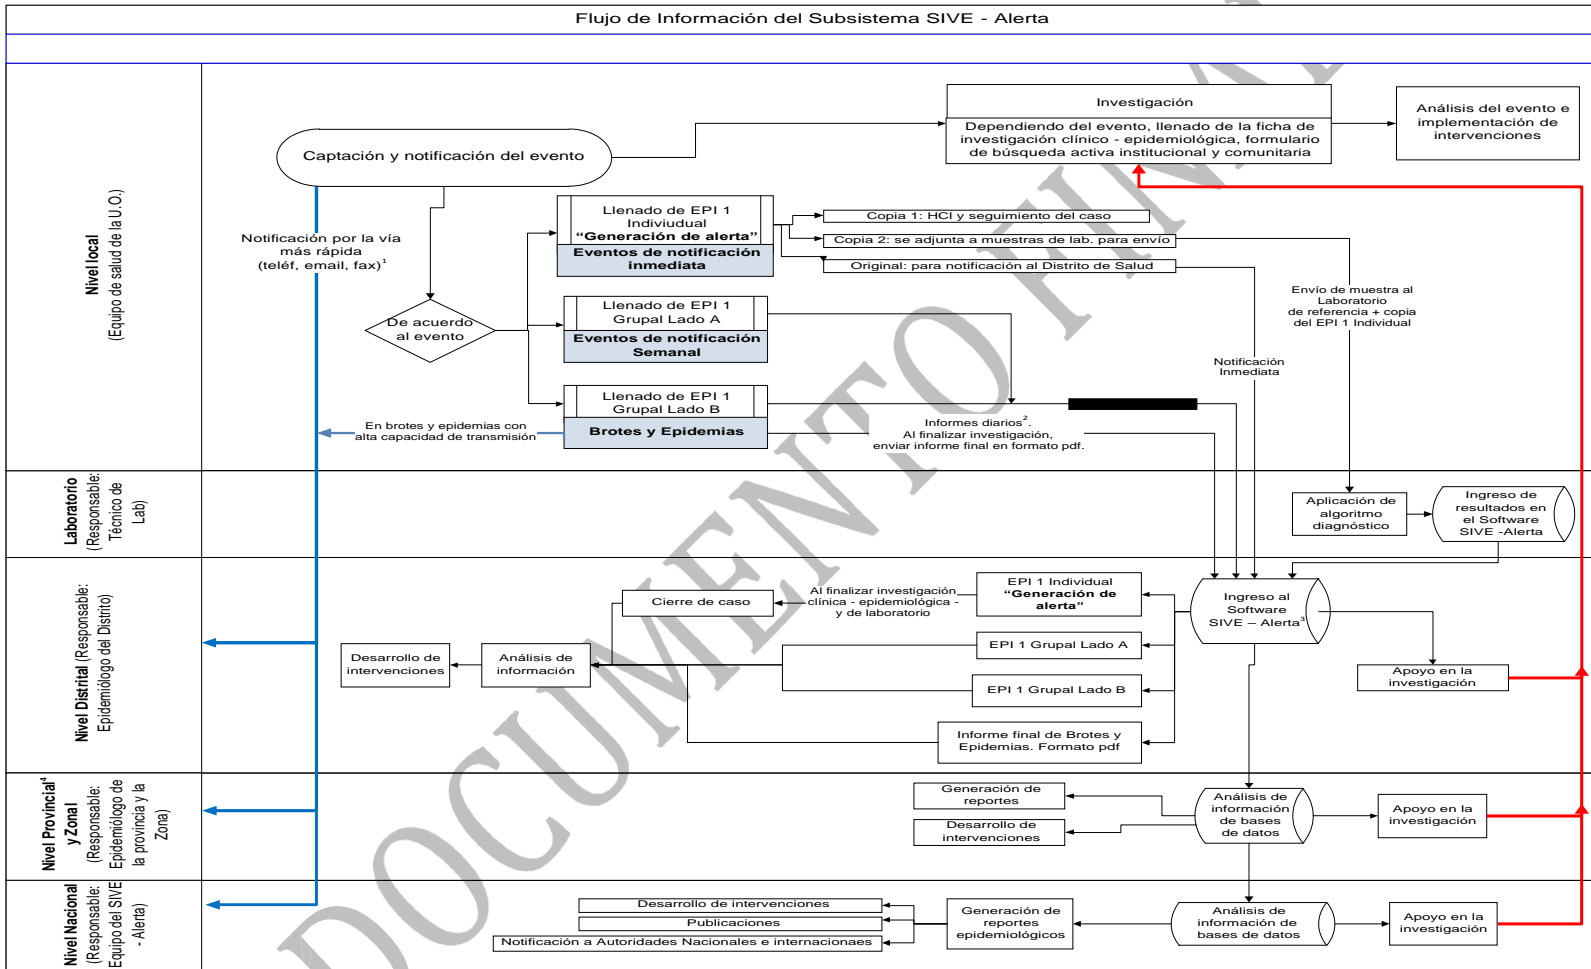 Flujo de Información del Subsistema SIVE - Alerta
Nivel local
(Equipo de salud de la U.O.)
Captación y notificación del evento
Investigación
Dependiendo del evento, llenado de la ficha de
investigación clínico - epidemiológica, formulario
de búsqueda activa institucional y comunitaria
Análisis del evento e
implementación de
intervenciones
Notificación por la vía
más rápida
(teléf, email, fax)¹
De acuerdo
al evento
Llenado de EPI 1
Indiviudual
“Generación de alerta”
Eventos de notificación
inmediata
Copia 1: HCl y seguimiento del caso
Copia 2: se adjunta a muestras de lab. para envío
Original: para notificación al Distrito de Salud
Llenado de EPI 1
Grupal Lado A
Eventos de notificación
Semanal
Envío de muestra al
Laboratorio
de referencia + copia
del EPI 1 Individual
Notificación
Inmediata
Llenado de EPI 1
Grupal Lado B
Brotes y Epidemias
En brotes y epidemias con
alta capacidad de transmisión
Informes diarios².
Al finalizar investigación,
enviar informe final en formato pdf.
Laboratorio
(Responsable:
Técnico de
Lab)
Aplicación de
algoritmo
diagnóstico
Ingreso de
resultados en
el Software
SIVE -Alerta
Nivel Distrital (Responsable:
Epidemiólogo del Distrito)
Ingreso al
Software
SIVE – Alerta³
EPI 1 Individual
“Generación de
alerta”
Al finalizar investigación
clínica - epidemiológica -
y de laboratorio
Cierre de caso
EPI 1 Grupal Lado A
EPI 1 Grupal Lado B
Informe final de Brotes y
Epidemias. Formato pdf
Análisis de
información
Desarrollo de
intervenciones
Apoyo en la
investigación
Nivel Provincial⁴
y Zonal
(Responsable:
Epidemiólogo de
la provincia y la
Zona)
Generación de
reportes
Desarrollo de
intervenciones
Análisis de
información
de bases
de datos
Apoyo en la
investigación
Nivel Nacional
(Responsable:
Equipo del SIVE
- Alerta)
Desarrollo de intervenciones
Publicaciones
Notificación a Autoridades Nacionales e internacionaes
Generación de
reportes
epidemiológicos
Análisis de
información de
bases de datos
Apoyo en la
investigación
DOCUMENTO FINAL